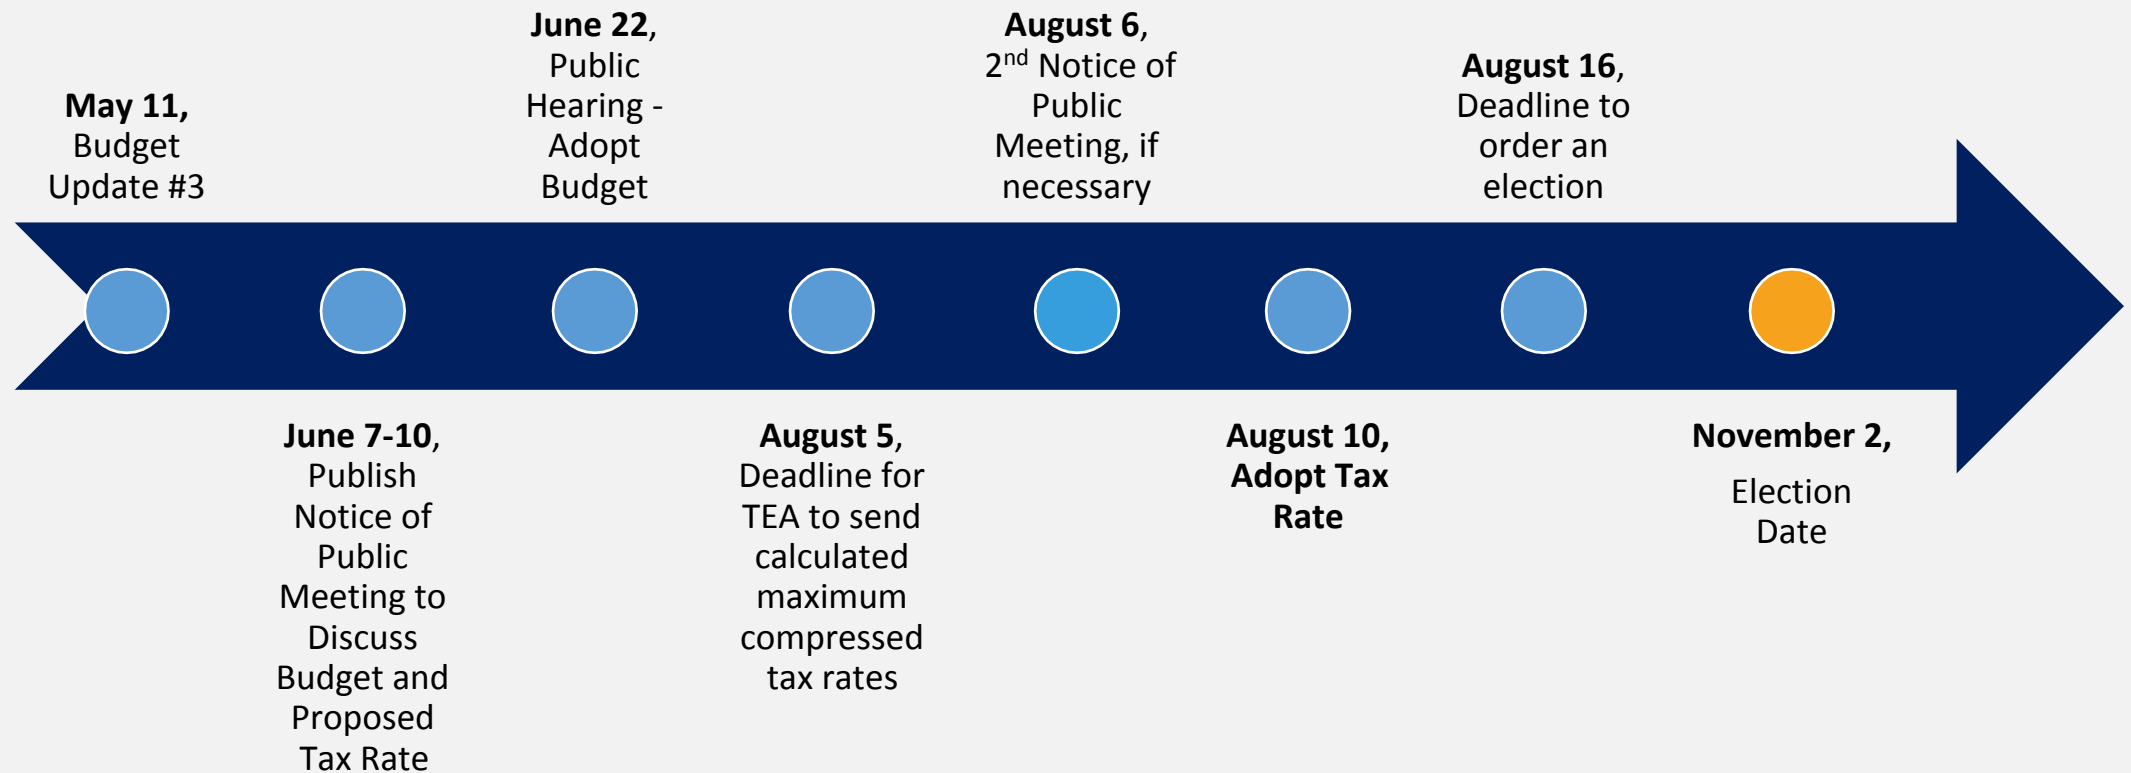 May 11,
Budget
Update #3
June 7-10,
Publish
Notice of
Public
Meeting to
Discuss
Budget and
Proposed
Tax Rate
June 22,
Public
Hearing -
Adopt
Budget
August 5,
Deadline for
TEA to send
calculated
maximum
compressed
tax rates
August 6,
2nd Notice of
Public
Meeting, if
necessary
August 10,
Adopt Tax
Rate
August 16,
Deadline to
order an
election
November 2,
Election
Date